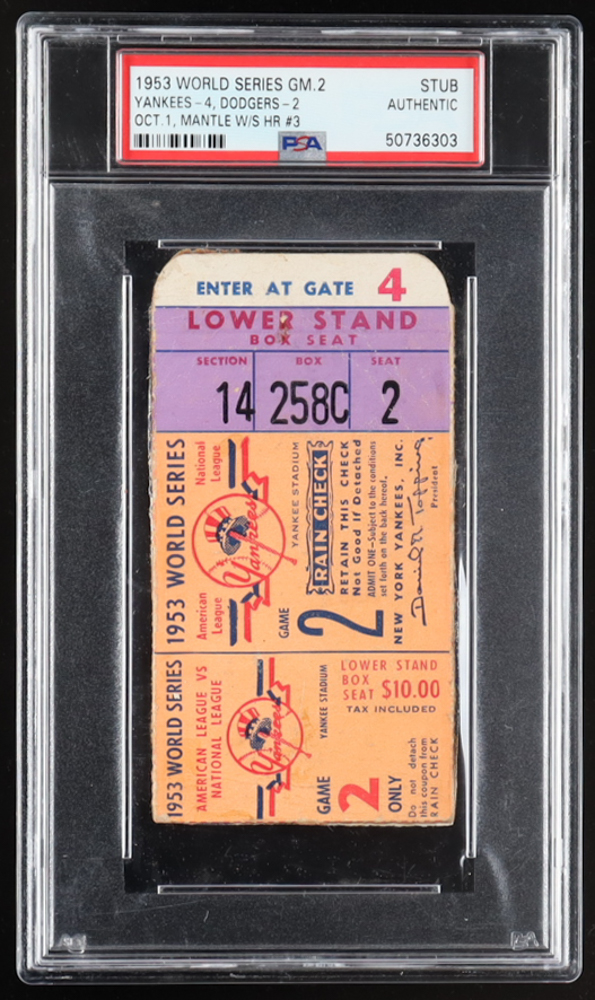 1953 WORLD SERIES GM.2
STUB
YANKEES - 4, DODGERS - 2
AUTHENTIC
OCT. 1, MANTLE W/S HR #3
PSA
50736303
ENTER AT GATE 4
LOWER STAND
BOX SEAT
SECTION BOX SEAT
14 258C 2
1953 WORLD SERIES
American League
National League
Yankees
GAME 2
YANKEE STADIUM
RAIN CHECK
RETAIN THIS CHECK
Not Good If Detached
ADMIT ONE—Subject to the conditions
set forth on the back hereof.
NEW YORK YANKEES, INC.
Daniel R. Topping
President
1953 WORLD SERIES
AMERICAN LEAGUE VS
NATIONAL LEAGUE
Yankees
YANKEE STADIUM
GAME 2 ONLY
LOWER STAND
BOX
SEAT $10.00
TAX INCLUDED
Do not detach
this coupon from
RAIN CHECK
PSA